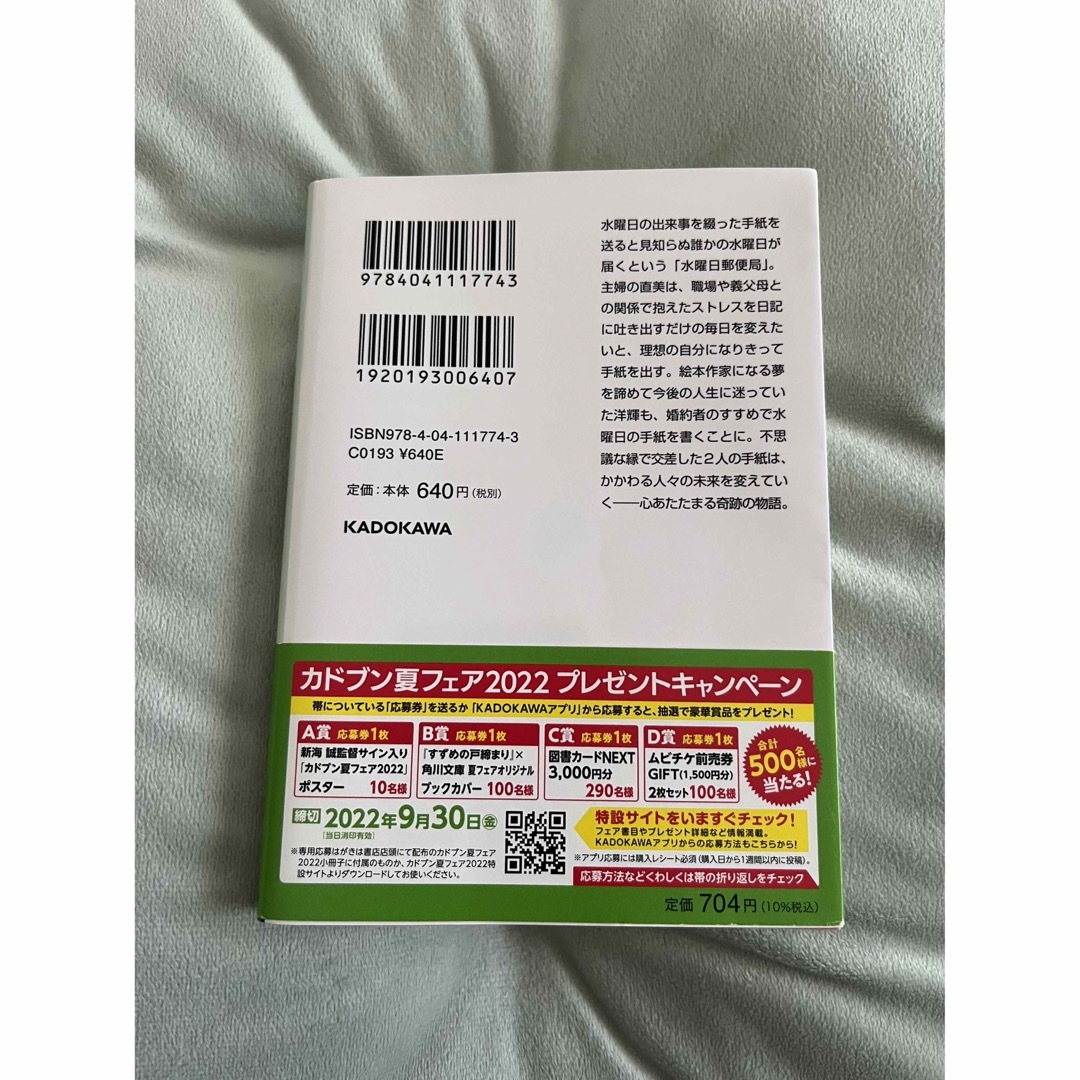 9784041117743
1920193006407
ISBN978-4-04-111774-3
C0193 ¥640E
定価：本体 640円（税別）
KADOKAWA
水曜日の出来事を綴った手紙を
送ると見知らぬ誰かの水曜日が
届くという「水曜日郵便局」。
主婦の直美は、職場や義父母と
の関係で抱えたストレスを日記
に吐き出すだけの毎日を変えた
いと、理想の自分になりきって
手紙を出す。絵本作家になる夢
を諦めて今後の人生に迷ってい
た洋輝も、婚約者のすすめで水
曜日の手紙を書くことに。不思
議な縁で交差した２人の手紙は、
かかわる人々の未来を変えてい
く――心あたたまる奇跡の物語。
カドブン夏フェア2022 プレゼントキャンペーン
帯についている「応募券」を送るか「KADOKAWAアプリ」から応募すると、抽選で豪華賞品をプレゼント！
A賞 応募券1枚
新海 誠監督サイン入り
「カドブン夏フェア2022」
ポスター 10名様
B賞 応募券1枚
『すずめの戸締まり』×
角川文庫 夏フェアオリジナル
ブックカバー 100名様
C賞 応募券1枚
図書カードNEXT
3,000円分
290名様
D賞 応募券1枚
ムビチケ前売券
GIFT（1,500円分）
2枚セット100名様
合計
500名様に
当たる！
締切 2022年9月30日金
［当日消印有効］
※専用応募はがきは書店店頭にて配布のカドブン夏フェア
2022小冊子に付属のものか、カドブン夏フェア2022特
設サイトよりダウンロードしてお使いください。
特設サイトをいますぐチェック！
フェア書目やプレゼント詳細など情報満載。
KADOKAWAアプリからの応募方法もこちらから！
※アプリ応募には購入レシート必須（購入日から1週間以内に投稿）。
応募方法などくわしくは帯の折り返しをチェック
定価 704円（10%税込）